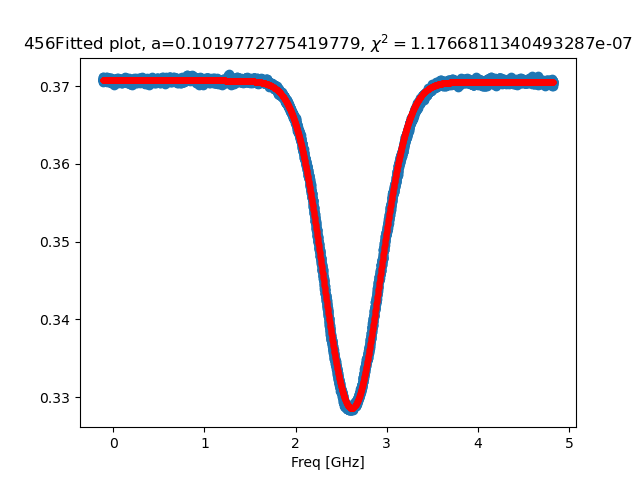 456Fitted plot, a=0.1019772775419779, χ² = 1.1766811340493287e-07
0.37
0.36
0.35
0.34
0.33
0 1 2 3 4 5
Freq [GHz]